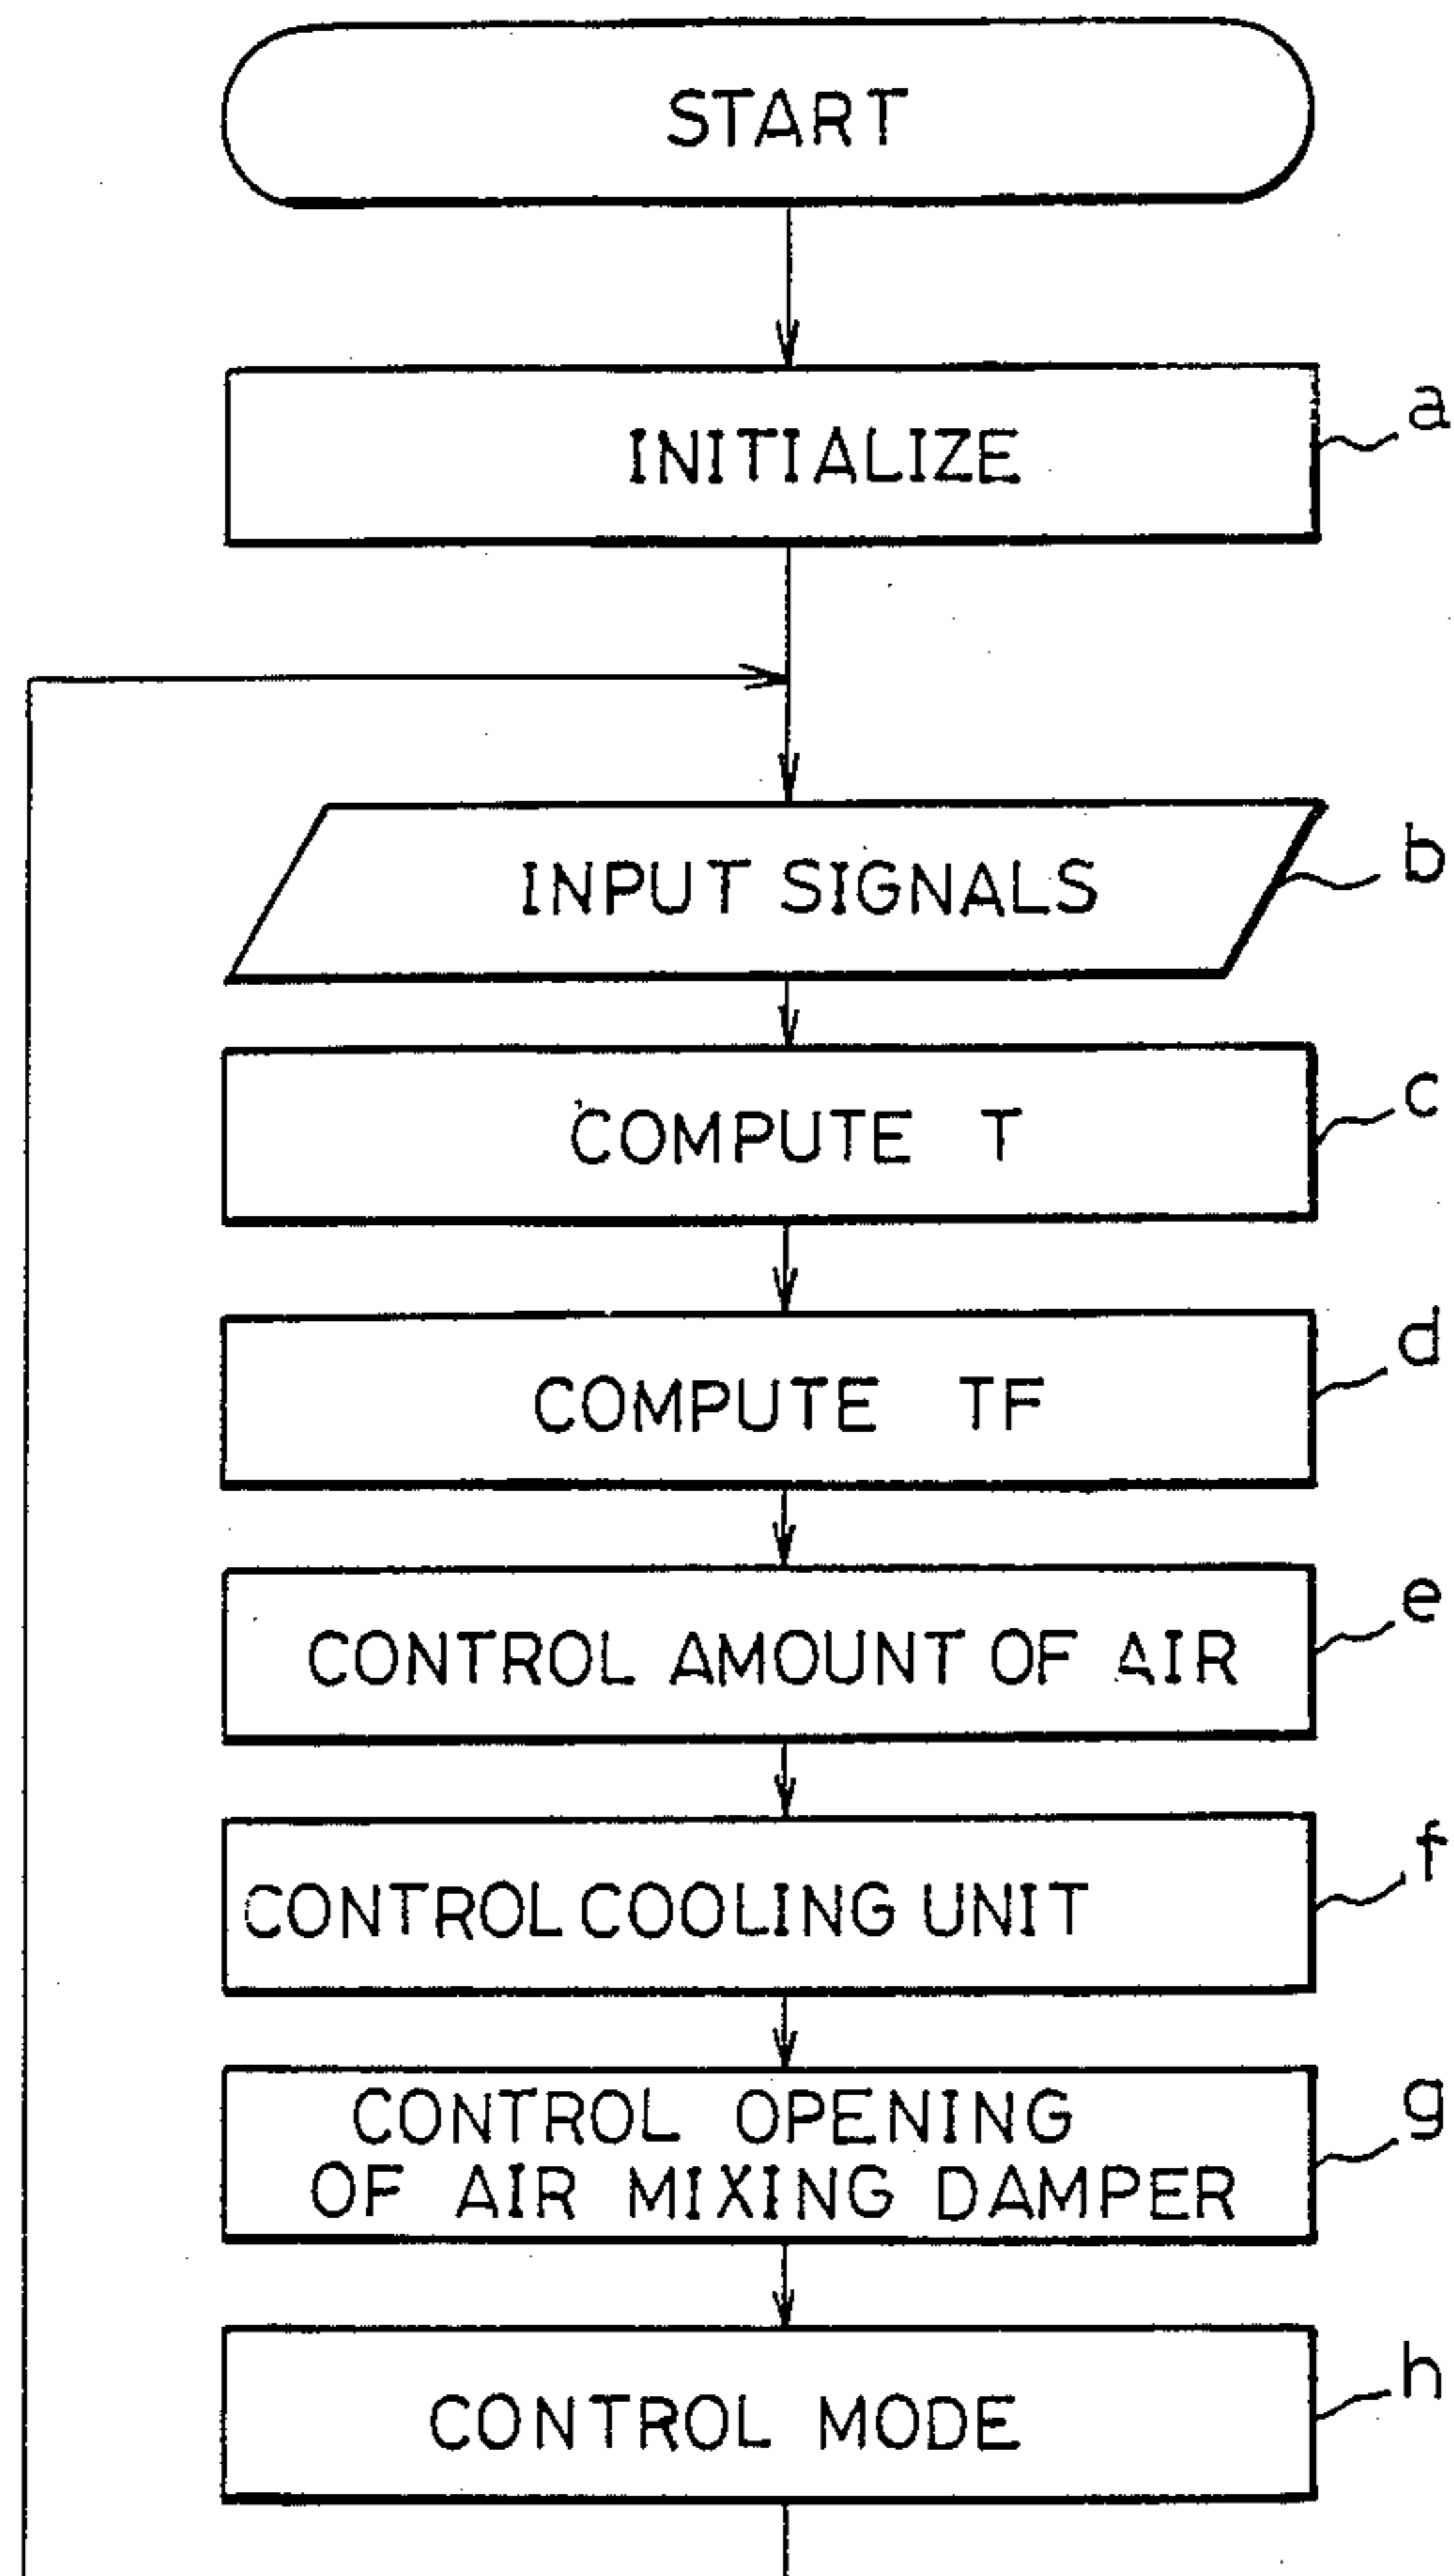 START
INITIALIZE
a
INPUT SIGNALS
b
COMPUTE T
c
COMPUTE TF
d
CONTROL AMOUNT OF AIR
e
CONTROL COOLING UNIT
f
CONTROL OPENING
OF AIR MIXING DAMPER
g
CONTROL MODE
h